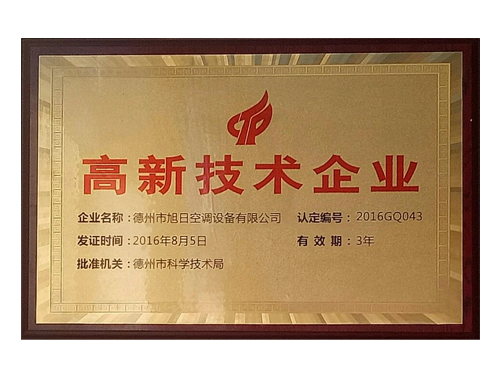 高新技术企业
企业名称：德州市旭日空调设备有限公司 认定编号：2016GQ043
发证时间：2016年8月5日 有效期：3年
批准机关：德州市科学技术局